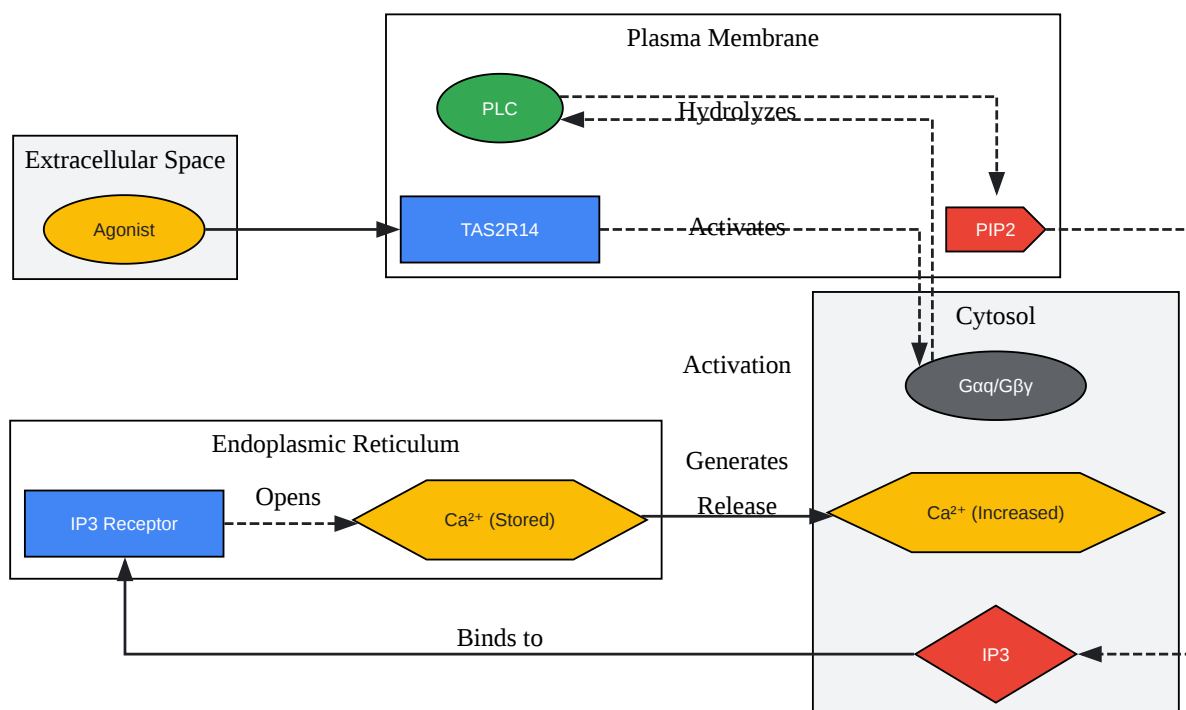 Plasma Membrane
PLC
Hydrolyzes
Extracellular Space
Agonist
TAS2R14
Activates
PIP2
Cytosol
Activation
Gαq/Gβγ
Endoplasmic Reticulum
Generates
IP3 Receptor
Opens
Ca²⁺ (Stored)
Release
Ca²⁺ (Increased)
Binds to
IP3